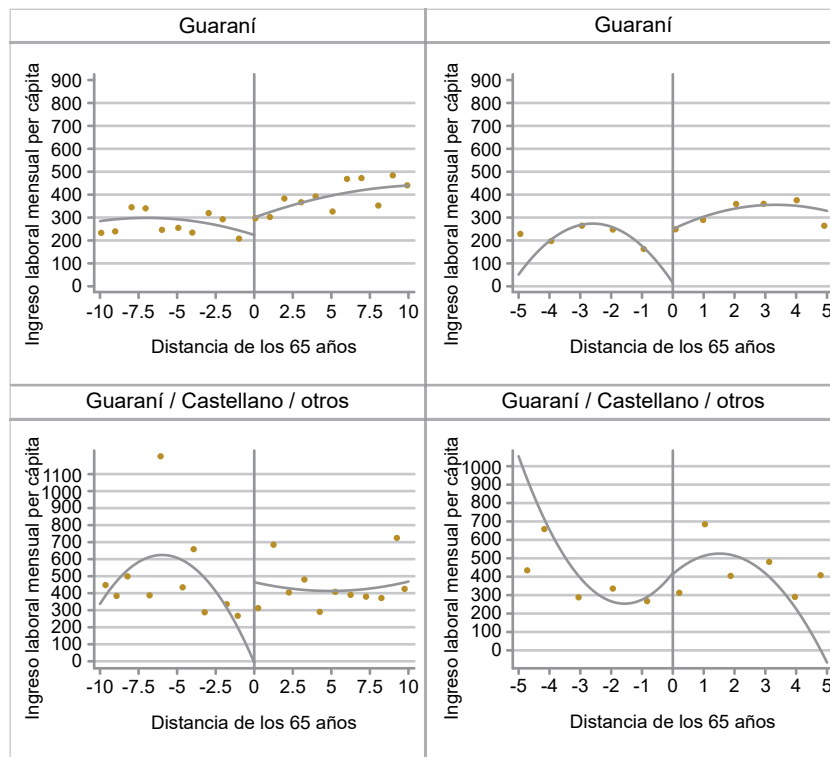 Guaraní
Ingreso laboral mensual per cápita
900
800
700
600
500
400
300
200
100
0
-10 -7.5 -5 -2.5 0 2.5 5 7.5 10
Distancia de los 65 años
Guaraní
Ingreso laboral mensual per cápita
900
800
700
600
500
400
300
200
100
0
-5 -4 -3 -2 -1 0 1 2 3 4 5
Distancia de los 65 años
Guaraní / Castellano / otros
Ingreso laboral mensual per cápita
1100
1000
900
800
700
600
500
400
300
200
100
0
-10 -7.5 -5 -2.5 0 2.5 5 7.5 10
Distancia de los 65 años
Guaraní / Castellano / otros
Ingreso laboral mensual per cápita
1000
900
800
700
600
500
400
300
200
100
0
-5 -4 -3 -2 -1 0 1 2 3 4 5
Distancia de los 65 años